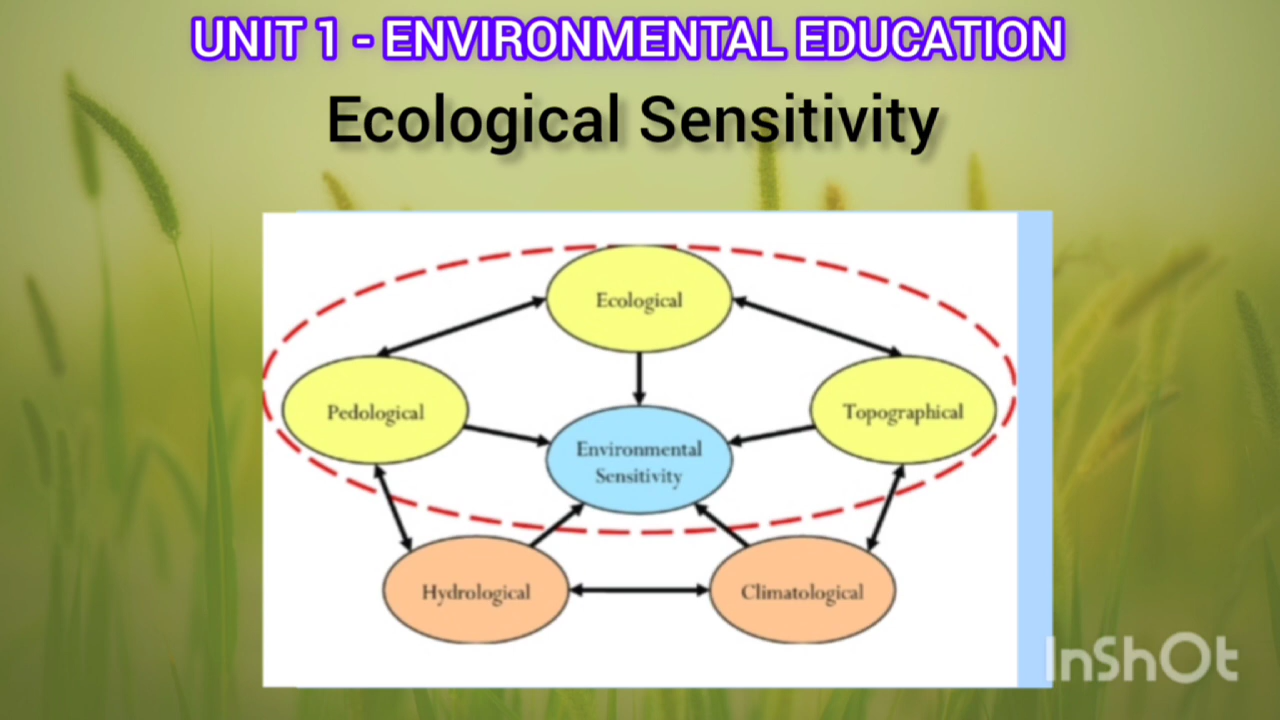 UNIT 1 - ENVIRONMENTAL EDUCATION
Ecological Sensitivity
Ecological
Pedological
Topographical
Environmental
Sensitivity
Hydrological
Climatological
InShOt